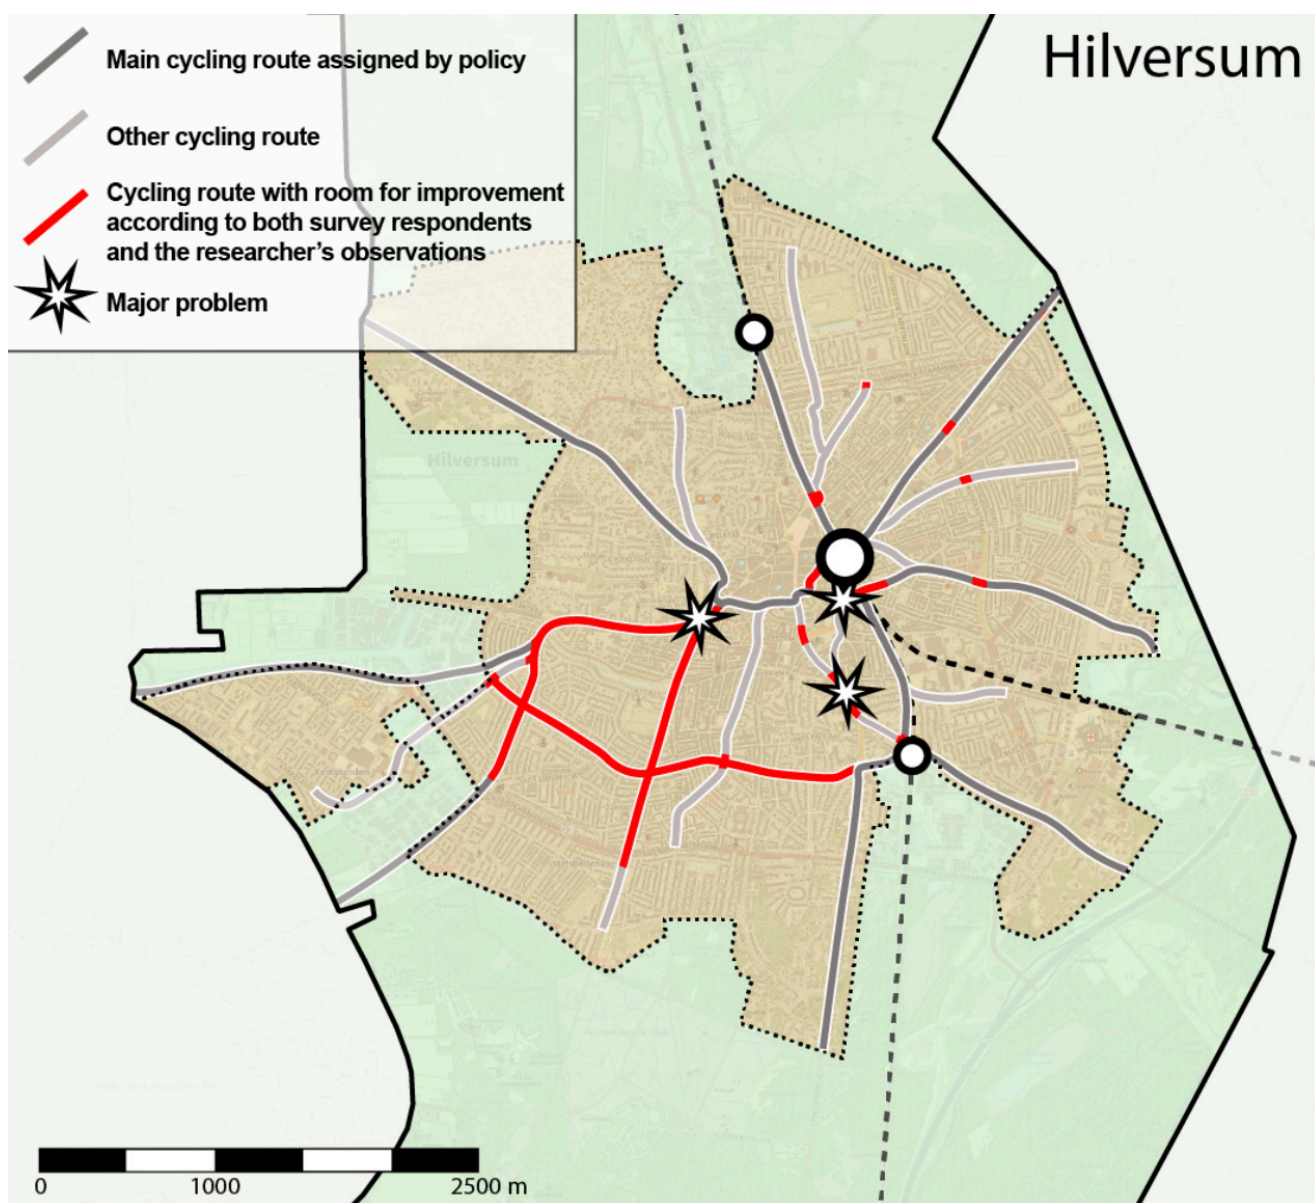 Hilversum
Main cycling route assigned by policy
Other cycling route
Cycling route with room for improvement
according to both survey respondents
and the researcher's observations
Major problem
Hilversum
0 1000 2500 m